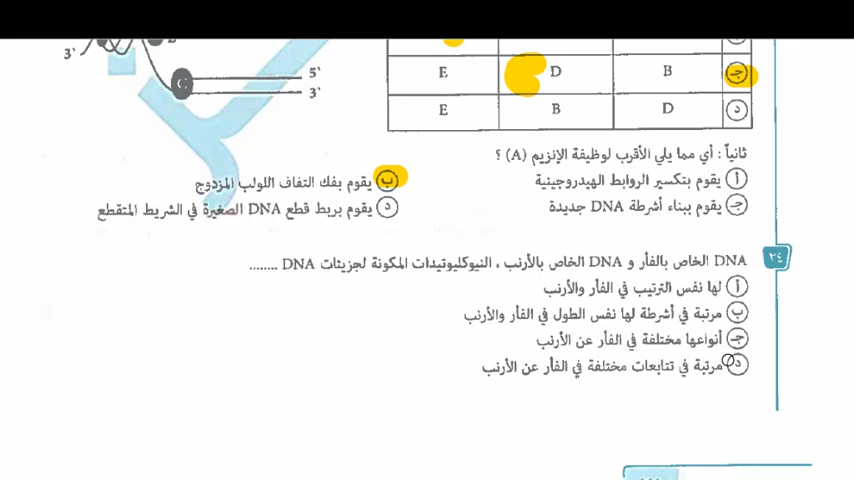 3`
5`
3`
C
جـ B D E
د D B E
ثانياً : أي مما يلي الأقرب لوظيفة الإنزيم (A) ؟
أ يقوم بتكسير الروابط الهيدروجينية
ب يقوم بفك التفاف اللولب المزدوج
جـ يقوم ببناء أشرطة DNA جديدة
د يقوم بربط قطع DNA الصغيرة في الشريط المتقطع
٢٤
DNA الخاص بالفأر و DNA الخاص بالأرنب ، النيوكليوتيدات المكونة لجزيئات DNA ........
أ لها نفس الترتيب في الفأر والأرنب
ب مرتبة في أشرطة لها نفس الطول في الفأر والأرنب
جـ أنواعها مختلفة في الفأر عن الأرنب
د مرتبة في تتابعات مختلفة في الفأر عن الأرنب